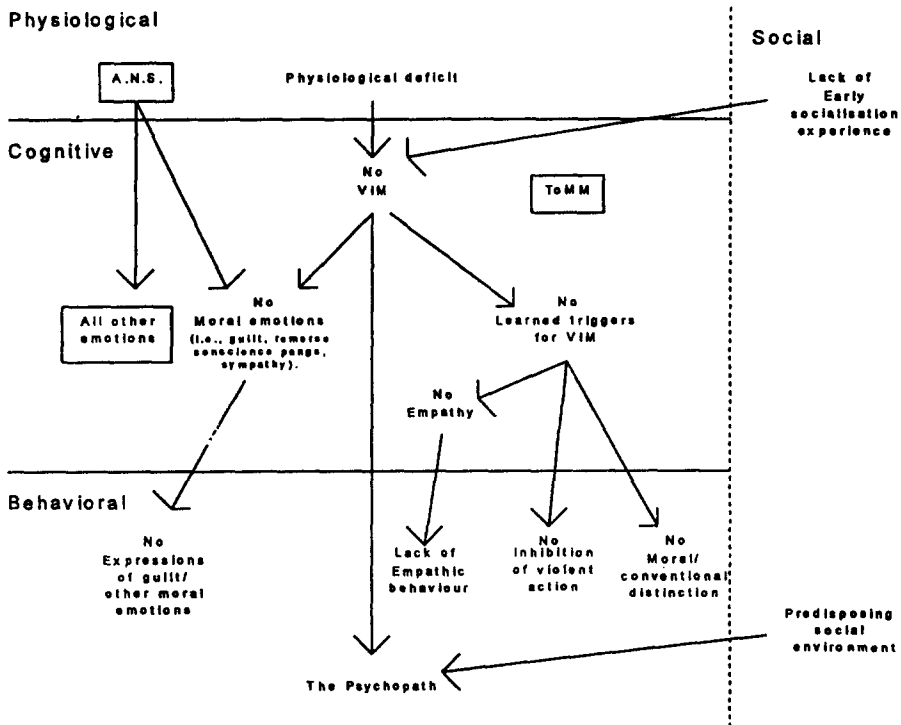 Physiological
Social
A.N.S.
Physiological deficit
Lack of
Early
socialisation
experience
Cognitive
No
VIM
ToMM
All other
emotions
No
Moral emotions
(i.e., guilt, remorse
conscience pangs,
sympathy).
No
Learned triggers
for VIM
No
Empathy
Behavioral
No
Expressions
of guilt/
other moral
emotions
Lack of
Empathic
behaviour
No
Inhibition
of violent
action
No
Moral/
conventional
distinction
Predisposing
social
environment
The Psychopath